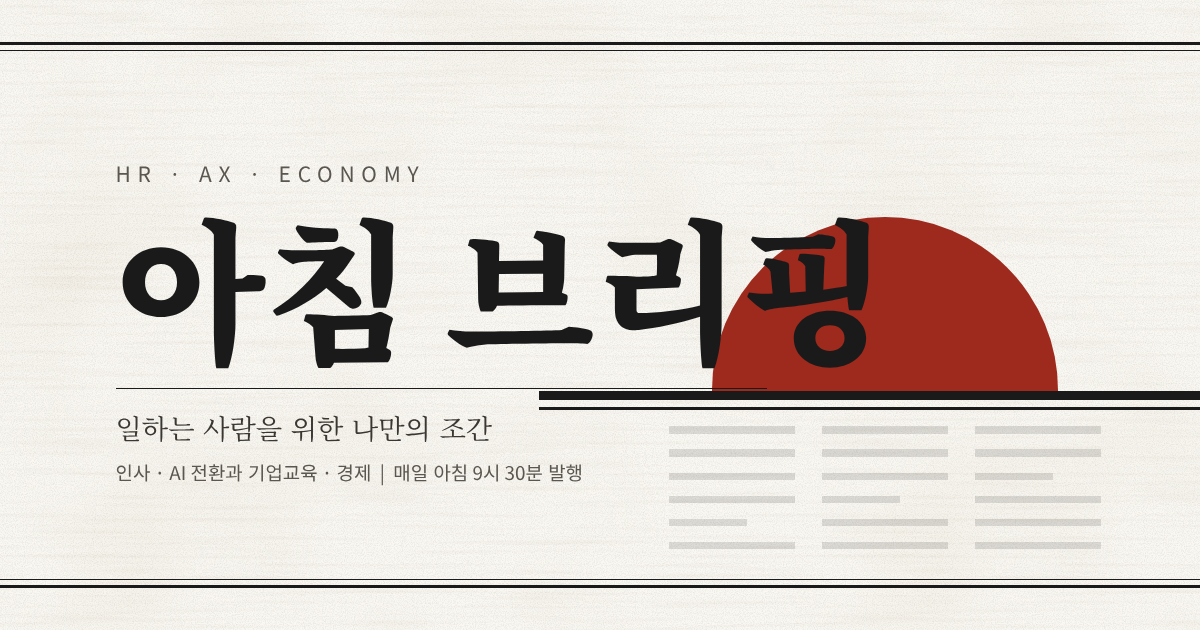 HR · AX · ECONOMY
아침 브리핑
일하는 사람을 위한 나만의 조간
인사 · AI 전환과 기업교육 · 경제 | 매일 아침 9시 30분 발행